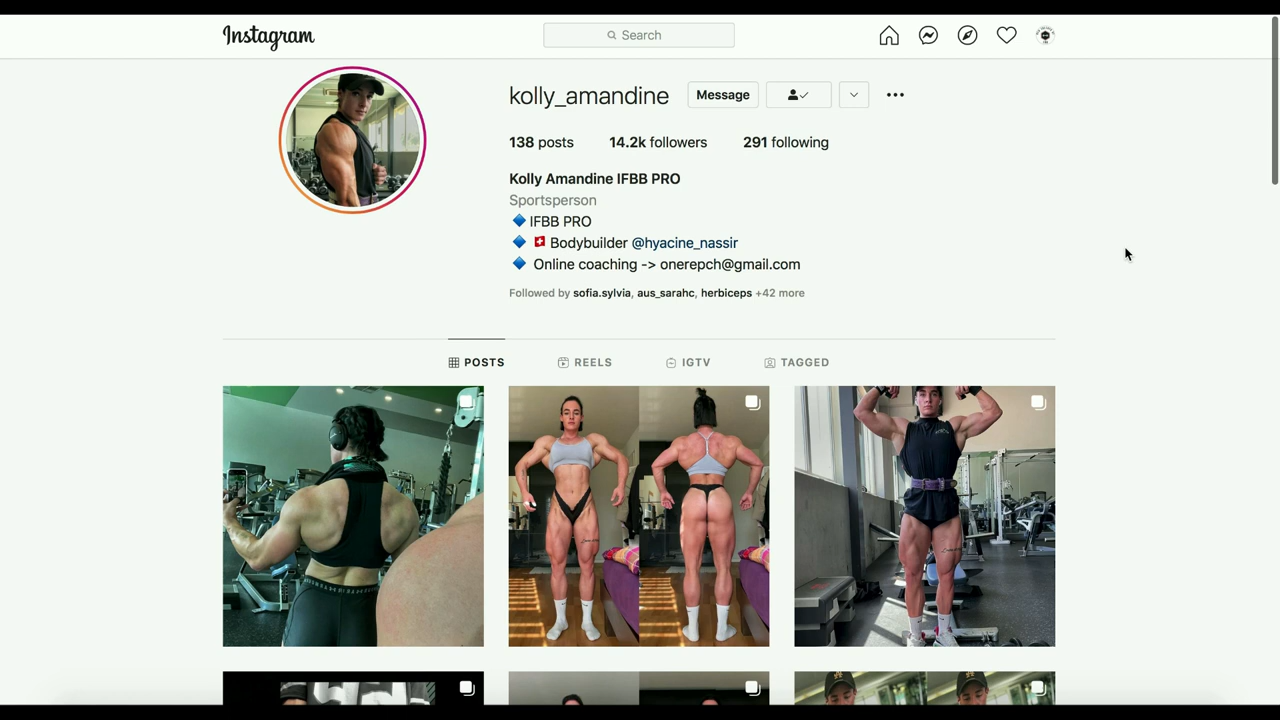 Instagram
Search
kolly_amandine
Message
138 posts 14.2k followers 291 following
Kolly Amandine IFBB PRO
Sportsperson
🔷IFBB PRO
🔷 🇨🇭 Bodybuilder @hyacine_nassir
🔷 Online coaching -> onerepch@gmail.com
Followed by sofia.sylvia, aus_sarahc, herbiceps +42 more
POSTS REELS IGTV TAGGED